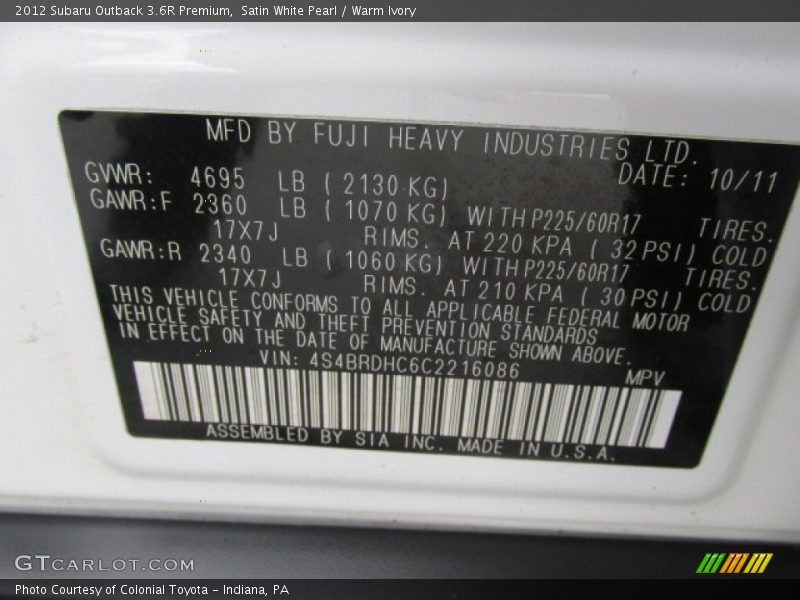 2012 Subaru Outback 3.6R Premium,  Satin White Pearl / Warm Ivory
MFD BY FUJI HEAVY INDUSTRIES LTD.
GVWR: 4695 LB ( 2130 KG) DATE: 10/11
GAWR:F 2360 LB ( 1070 KG) WITH P225/60R17 TIRES.
17X7J RIMS. AT 220 KPA ( 32 PSI) COLD
GAWR:R 2340 LB ( 1060 KG) WITH P225/60R17 TIRES.
17X7J RIMS. AT 210 KPA ( 30 PSI) COLD
THIS VEHICLE CONFORMS TO ALL APPLICABLE FEDERAL MOTOR
VEHICLE SAFETY AND THEFT PREVENTION STANDARDS
IN EFFECT ON THE DATE OF MANUFACTURE SHOWN ABOVE.
VIN: 4S4BRDHC6C2216086 MPV
ASSEMBLED BY SIA INC. MADE IN U.S.A.
GTCARLOT.COM
Photo Courtesy of Colonial Toyota - Indiana, PA